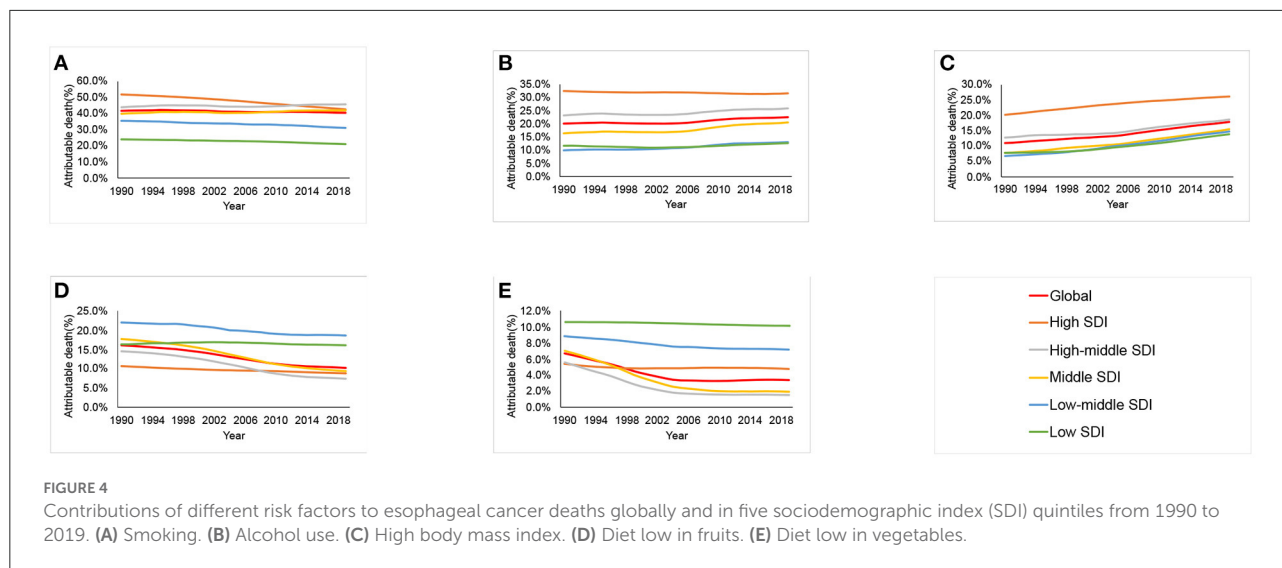 A
Attributable death(%)
60.0%
50.0%
40.0%
30.0%
20.0%
10.0%
0.0%
1990 1994 1998 2002 2006 2010 2014 2018
Year
B
Attributable death(%)
35.0%
30.0%
25.0%
20.0%
15.0%
10.0%
5.0%
0.0%
1990 1994 1998 2002 2006 2010 2014 2018
Year
C
Attributable death(%)
30.0%
25.0%
20.0%
15.0%
10.0%
5.0%
0.0%
1990 1994 1998 2002 2006 2010 2014 2018
Year
D
Attributable death(%)
25.0%
20.0%
15.0%
10.0%
5.0%
0.0%
1990 1994 1998 2002 2006 2010 2014 2018
Year
E
Attributable death(%)
12.0%
10.0%
8.0%
6.0%
4.0%
2.0%
0.0%
1990 1994 1998 2002 2006 2010 2014 2018
Year
Global
High SDI
High-middle SDI
Middle SDI
Low-middle SDI
Low SDI
FIGURE 4
Contributions of different risk factors to esophageal cancer deaths globally and in five sociodemographic index (SDI) quintiles from 1990 to
2019. (A) Smoking. (B) Alcohol use. (C) High body mass index. (D) Diet low in fruits. (E) Diet low in vegetables.